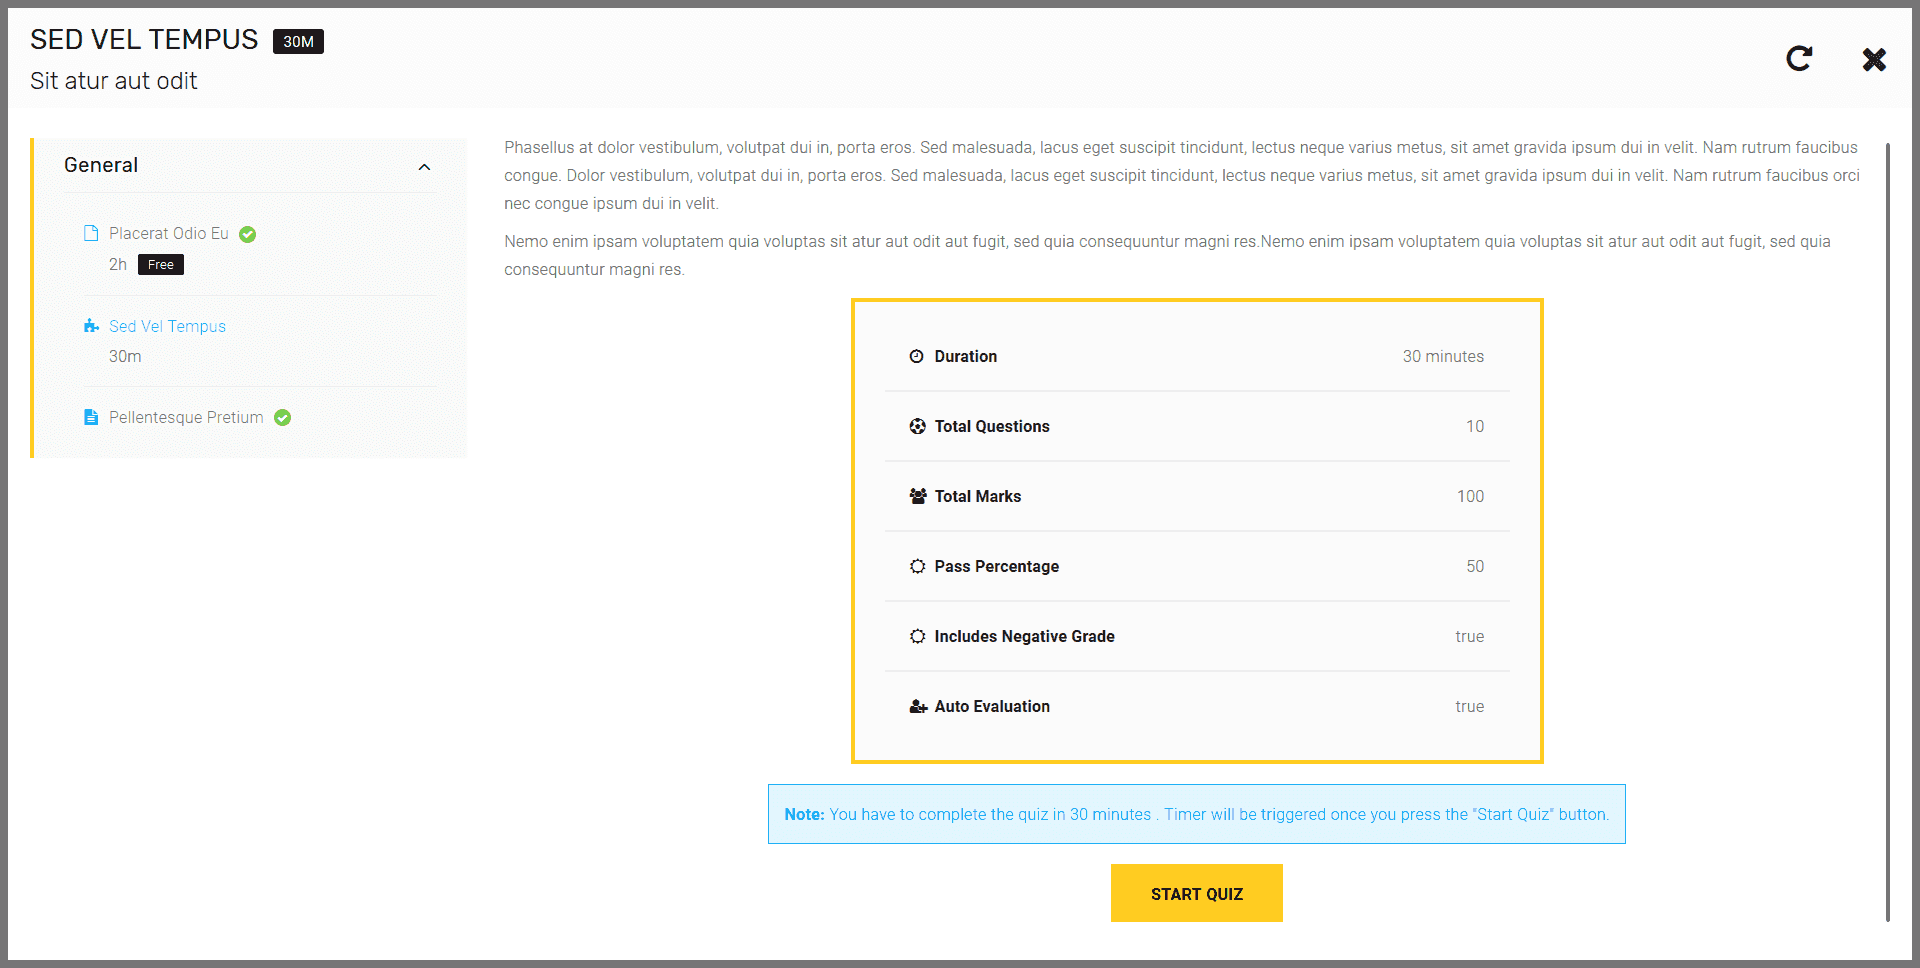 SED VEL TEMPUS 30M
Sit atur aut odit
General
Placerat Odio Eu
2h Free
Sed Vel Tempus
30m
Pellentesque Pretium
Phasellus at dolor vestibulum, volutpat dui in, porta eros. Sed malesuada, lacus eget suscipit tincidunt, lectus neque varius metus, sit amet gravida ipsum dui in velit. Nam rutrum faucibus
congue. Dolor vestibulum, volutpat dui in, porta eros. Sed malesuada, lacus eget suscipit tincidunt, lectus neque varius metus, sit amet gravida ipsum dui in velit. Nam rutrum faucibus orci
nec congue ipsum dui in velit.
Nemo enim ipsam voluptatem quia voluptas sit atur aut odit aut fugit, sed quia consequuntur magni res.Nemo enim ipsam voluptatem quia voluptas sit atur aut odit aut fugit, sed quia
consequuntur magni res.
Duration 30 minutes
Total Questions 10
Total Marks 100
Pass Percentage 50
Includes Negative Grade true
Auto Evaluation true
Note: You have to complete the quiz in 30 minutes . Timer will be triggered once you press the "Start Quiz" button.
START QUIZ